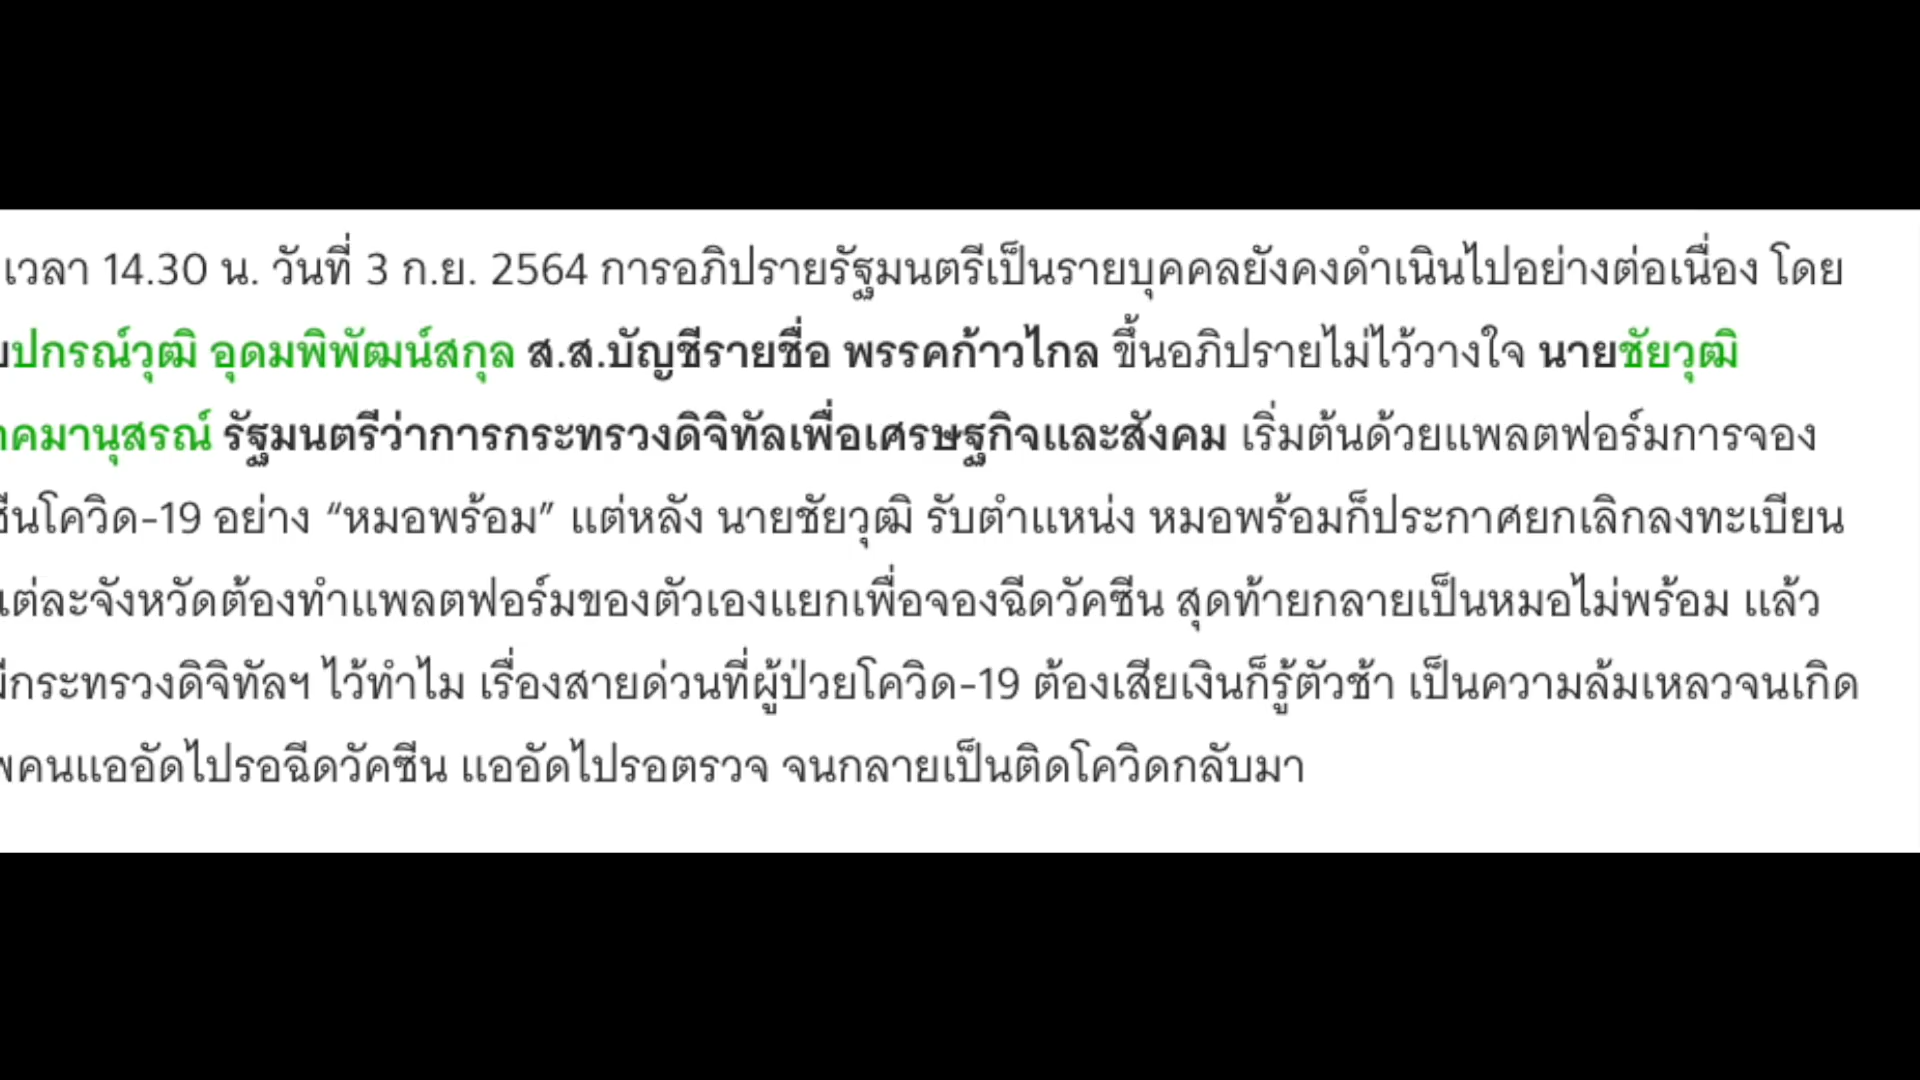 เวลา 14.30 น. วันที่ 3 ก.ย. 2564 การอภิปรายรัฐมนตรีเป็นรายบุคคลยังคงดำเนินไปอย่างต่อเนื่อง โดย
ปกรณ์วุฒิ อุดมพิพัฒน์สกุล ส.ส.บัญชีรายชื่อ พรรคก้าวไกล ขึ้นอภิปรายไม่ไว้วางใจ นายชัยวุฒิ
คมานุสรณ์ รัฐมนตรีว่าการกระทรวงดิจิทัลเพื่อเศรษฐกิจและสังคม เริ่มต้นด้วยแพลตฟอร์มการจอง
ซีนโควิด-19 อย่าง “หมอพร้อม” แต่หลัง นายชัยวุฒิ รับตำแหน่ง หมอพร้อมก็ประกาศยกเลิกลงทะเบียน
แต่ละจังหวัดต้องทำแพลตฟอร์มของตัวเองแยกเพื่อจองฉีดวัคซีน สุดท้ายกลายเป็นหมอไม่พร้อม แล้ว
มีกระทรวงดิจิทัลฯ ไว้ทำไม เรื่องสายด่วนที่ผู้ป่วยโควิด-19 ต้องเสียเงินก็รู้ตัวช้า เป็นความล้มเหลวจนเกิด
พคนแออัดไปรอฉีดวัคซีน แออัดไปรอตรวจ จนกลายเป็นติดโควิดกลับมา